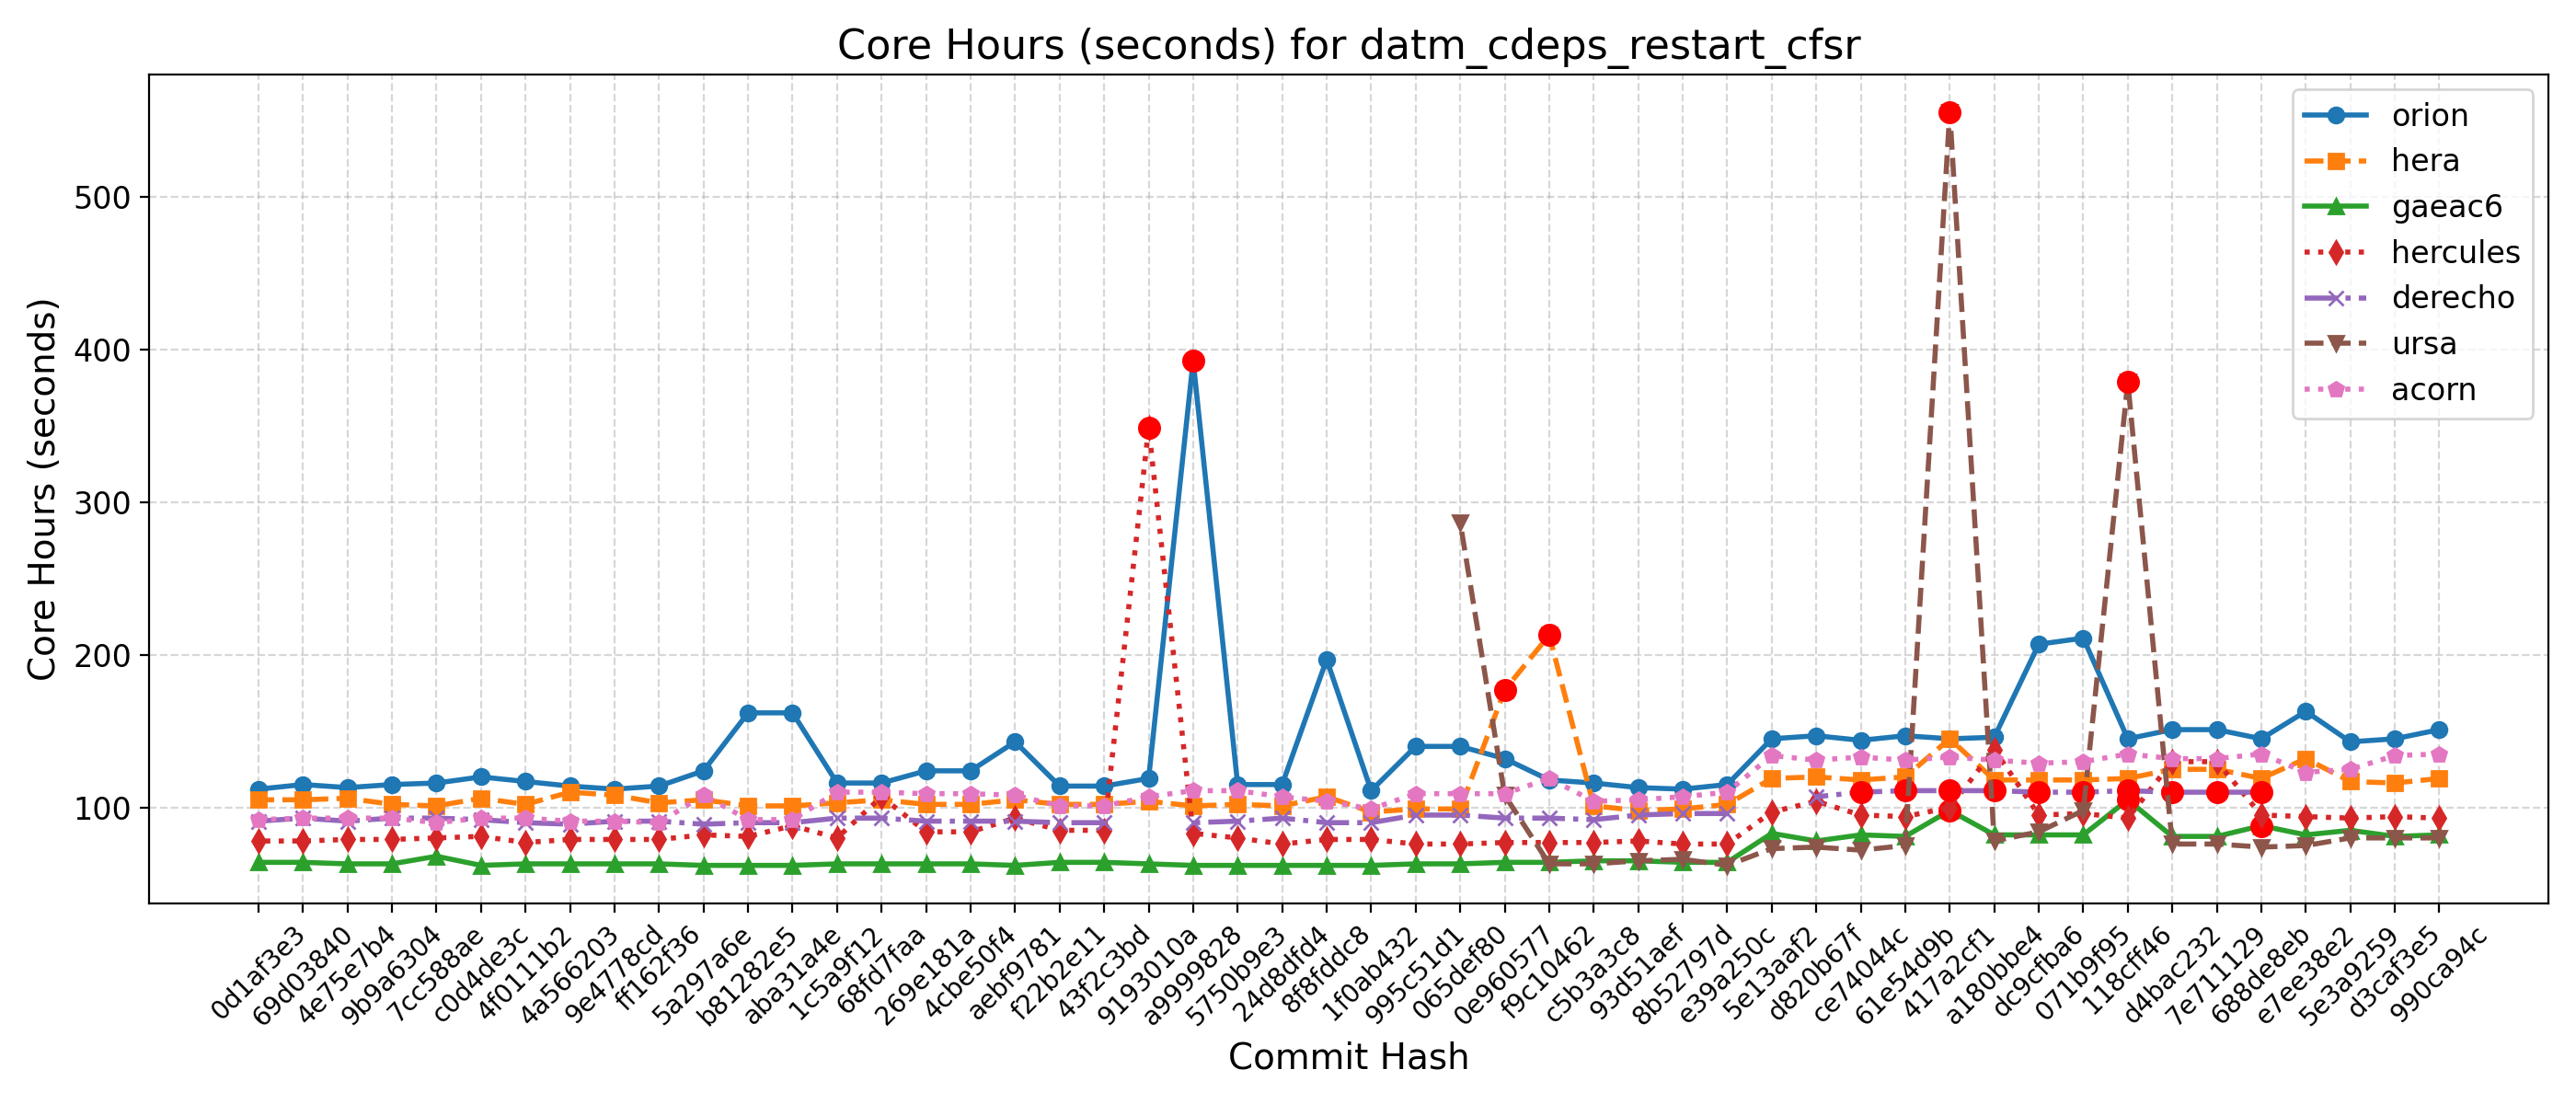 Core Hours (seconds) for datm_cdeps_restart_cfsr
Core Hours (seconds)
500
400
300
200
100
orion
hera
gaeac6
hercules
derecho
ursa
acorn
0d1af3e3
69d03840
4e75e7b4
9b9a6304
7cc588ae
c0d4de3c
4f0111b2
4a566203
9e4778cd
ff162f36
5a297a6e
b81282e5
aba31a4e
1c5a9f12
68fd7faa
269e181a
4cbe50f4
aebf9781
f22b2e11
43f2c3bd
9193010a
a9999828
5750b9e3
24d8dfd4
8f8fddc8
1f0ab432
995c51d1
065def80
0e960577
f9c10462
c5b3a3c8
93d51aef
8b52797d
e39a250c
5e13aaf2
d820b67f
ce74044c
61e54d9b
417a2cf1
a180bbe4
dc9cfba6
071b9f95
118cff46
d4bac232
7e711129
688de8eb
e7ee38e2
5e3a9259
d3caf3e5
990ca94c
Commit Hash